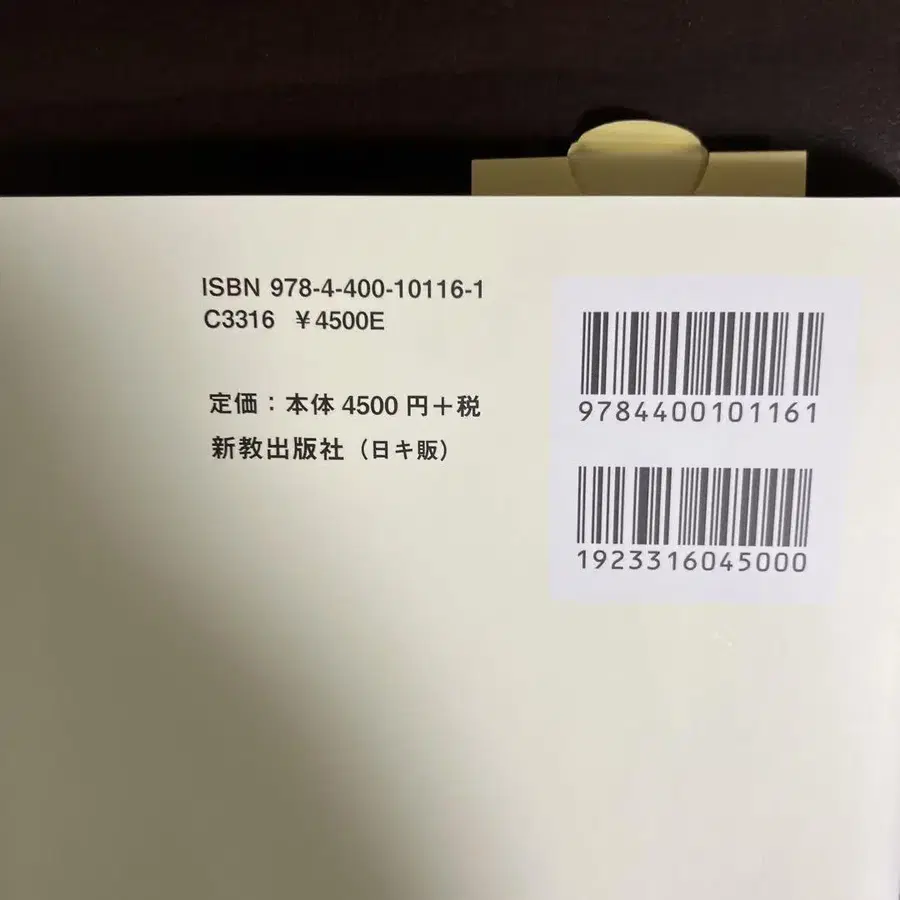 ISBN 978-4-400-10116-1
C3316 ￥4500E
定価：本体 4500 円＋税
新教出版社（日キ販）
9784400101161
1923316045000